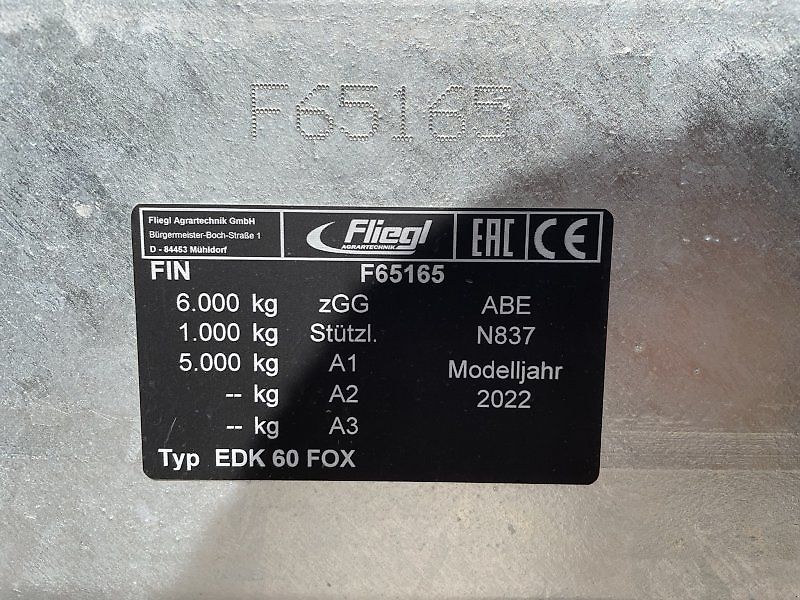 F65165
Fliegl Agrartechnik GmbH
Bürgermeister-Boch-Straße 1
D - 84453 Mühldorf
Fliegl
AGRARTECHNIK
EAC
CE
FIN F65165
6.000 kg zGG ABE
1.000 kg Stützl. N837
5.000 kg A1 Modelljahr
-- kg A2 2022
-- kg A3
Typ EDK 60 FOX